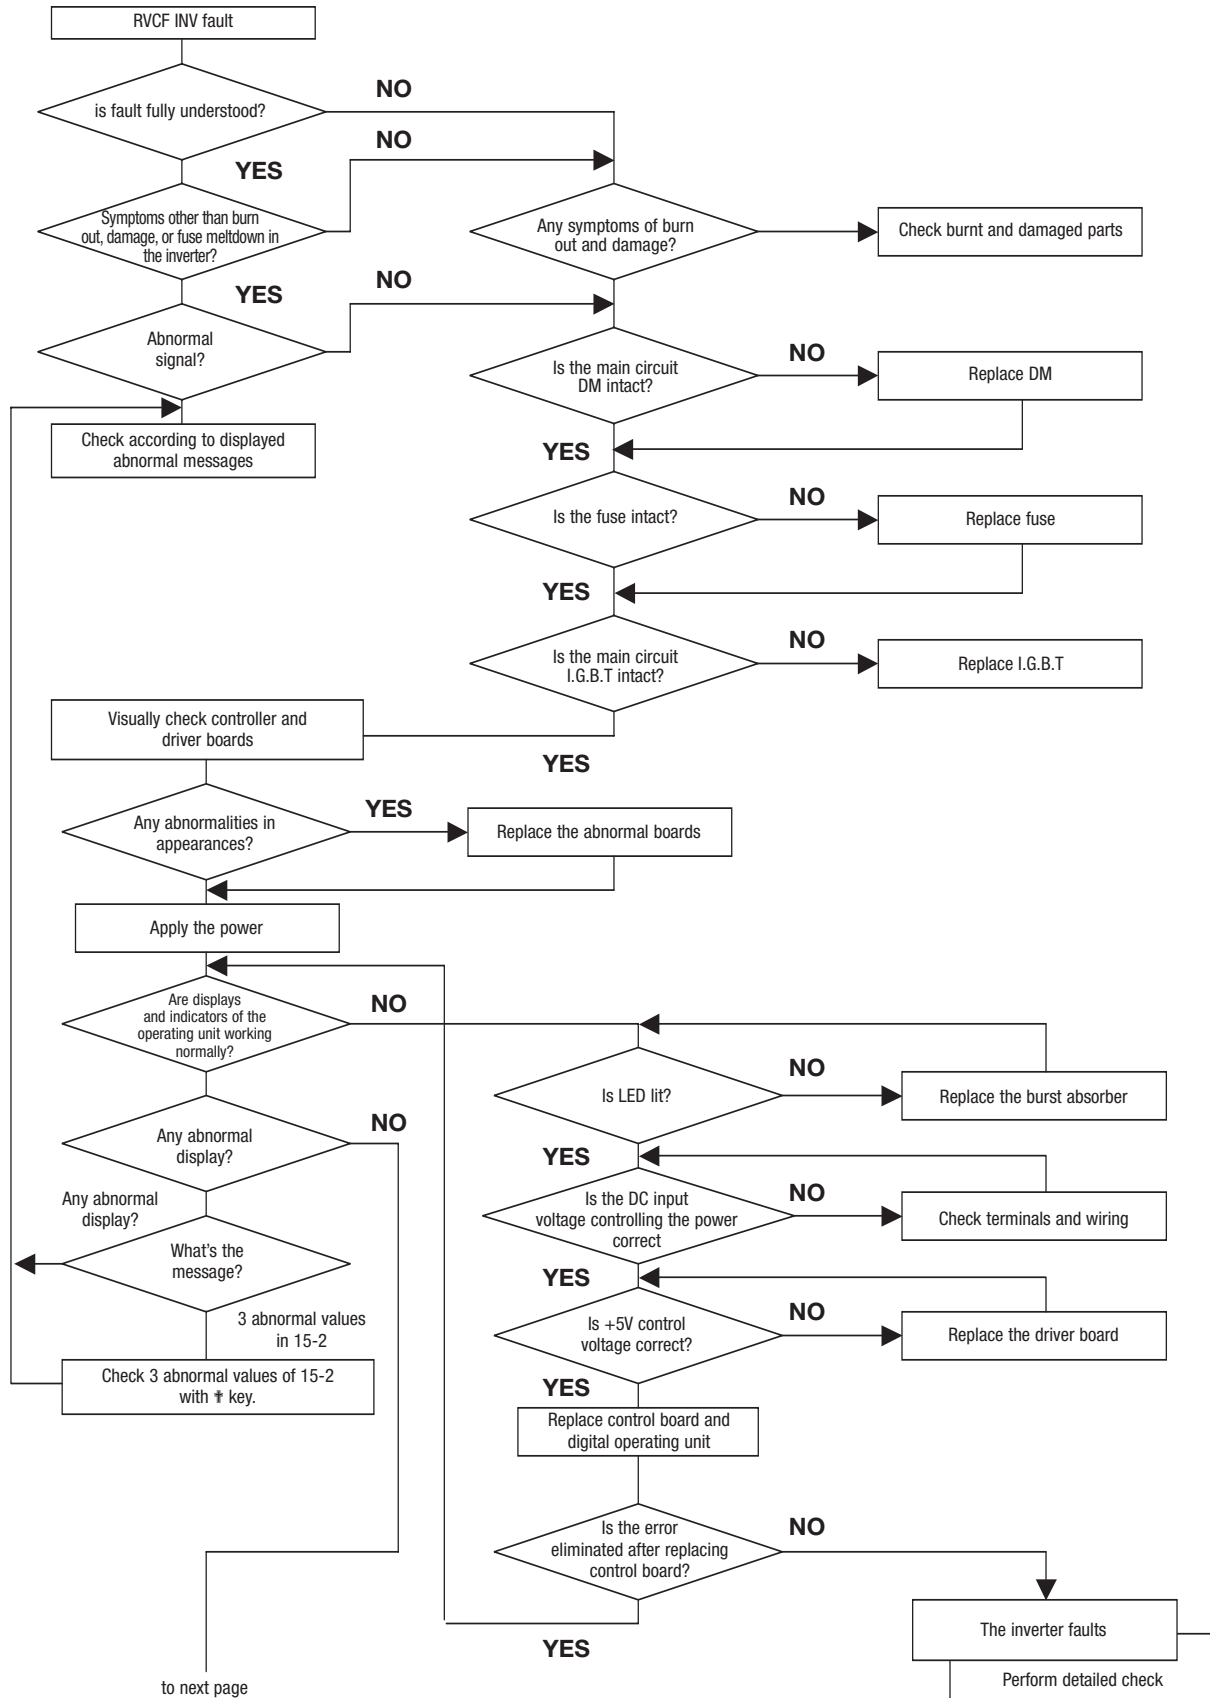 RVCF INV fault
is fault fully understood?
NO
YES
NO
Symptoms other than burn
out, damage, or fuse meltdown in
the inverter?
Any symptoms of burn
out and damage?
Check burnt and damaged parts
YES
NO
Abnormal
signal?
Is the main circuit
DM intact?
NO
Replace DM
Check according to displayed
abnormal messages
YES
Is the fuse intact?
NO
Replace fuse
YES
Is the main circuit
I.G.B.T intact?
NO
Replace I.G.B.T
Visually check controller and
driver boards
YES
Any abnormalities in
appearances?
YES
Replace the abnormal boards
Apply the power
Are displays
and indicators of the
operating unit working
normally?
NO
Is LED lit?
NO
Replace the burst absorber
Any abnormal
display?
NO
YES
Any abnormal
display?
Is the DC input
voltage controlling the power
correct
NO
Check terminals and wiring
What's the
message?
YES
3 abnormal values
in 15-2
Is +5V control
voltage correct?
NO
Replace the driver board
Check 3 abnormal values of 15-2
with ⇞ key.
YES
Replace control board and
digital operating unit
Is the error
eliminated after replacing
control board?
NO
YES
The inverter faults
Perform detailed check
to next page